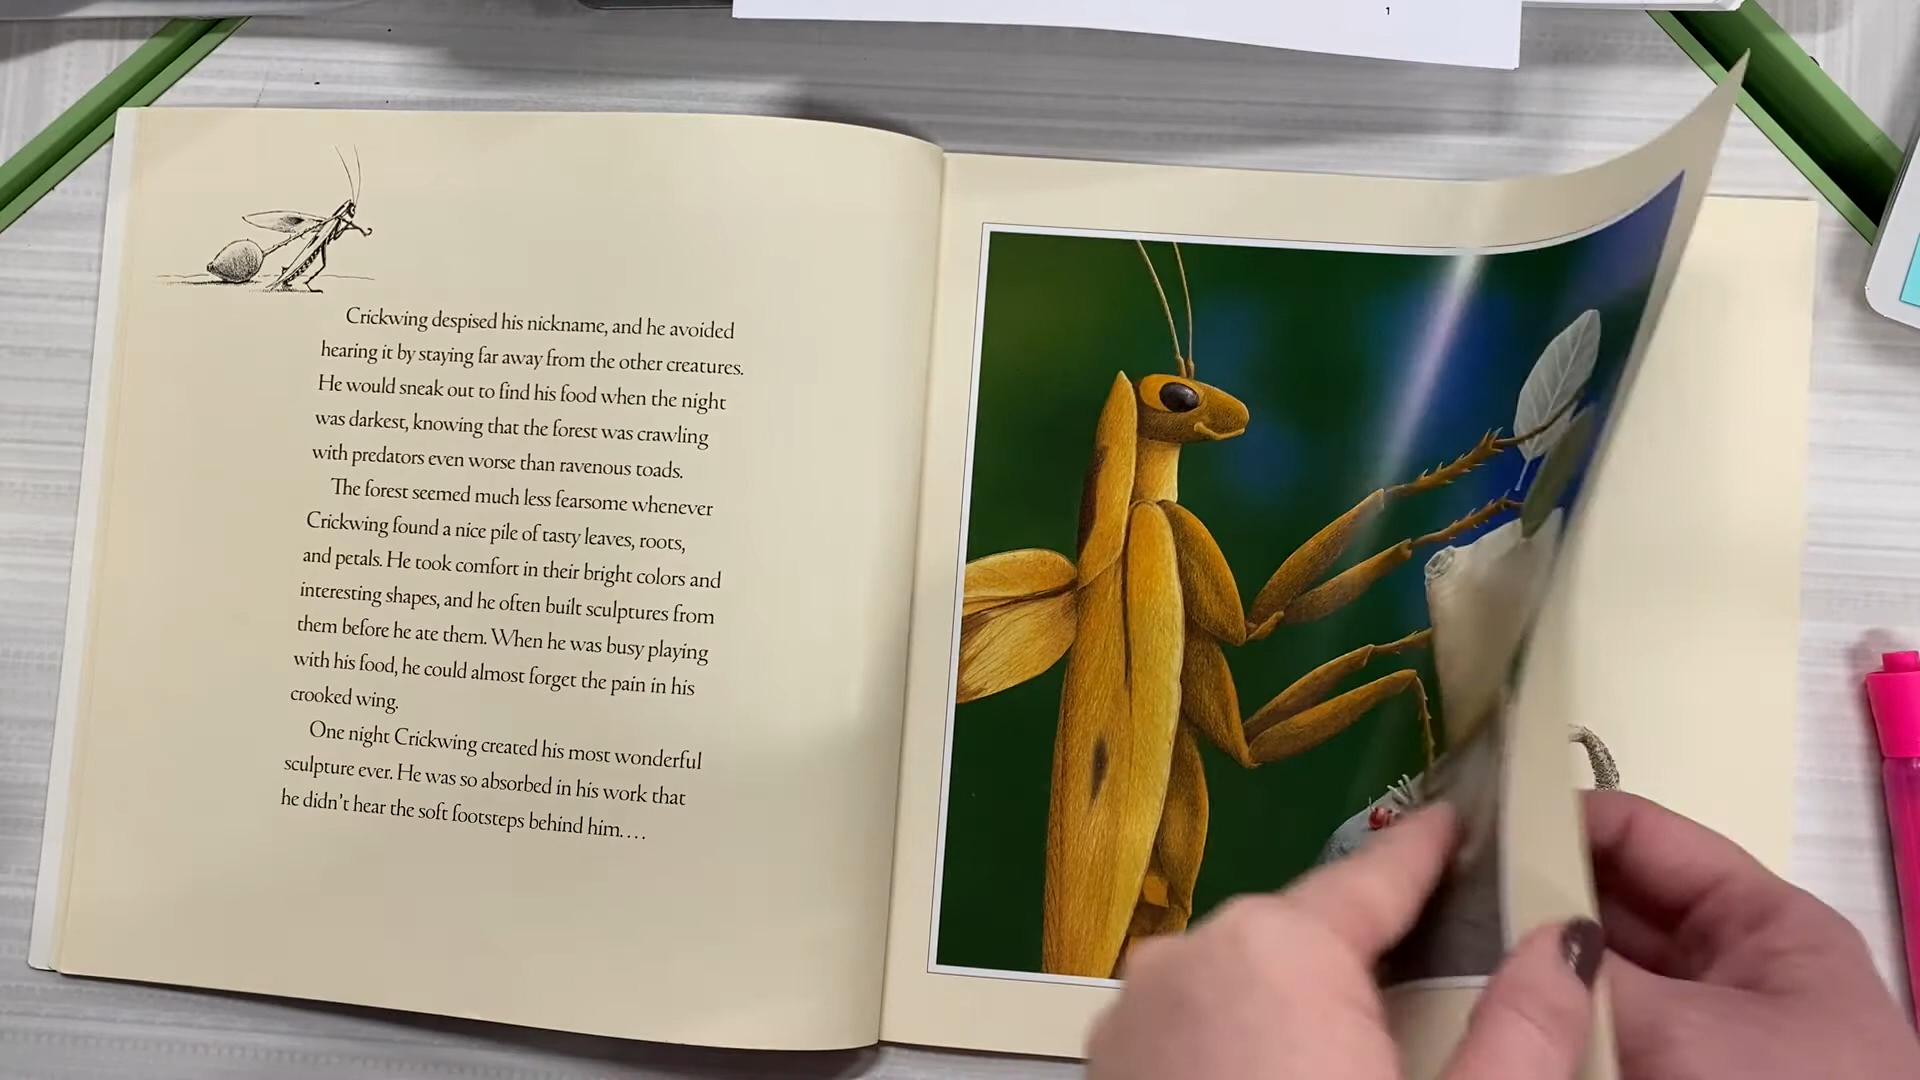 1
Crickwing despised his nickname, and he avoided
hearing it by staying far away from the other creatures.
He would sneak out to find his food when the night
was darkest, knowing that the forest was crawling
with predators even worse than ravenous toads.
The forest seemed much less fearsome whenever
Crickwing found a nice pile of tasty leaves, roots,
and petals. He took comfort in their bright colors and
interesting shapes, and he often built sculptures from
them before he ate them. When he was busy playing
with his food, he could almost forget the pain in his
crooked wing.
One night Crickwing created his most wonderful
sculpture ever. He was so absorbed in his work that
he didn't hear the soft footsteps behind him....